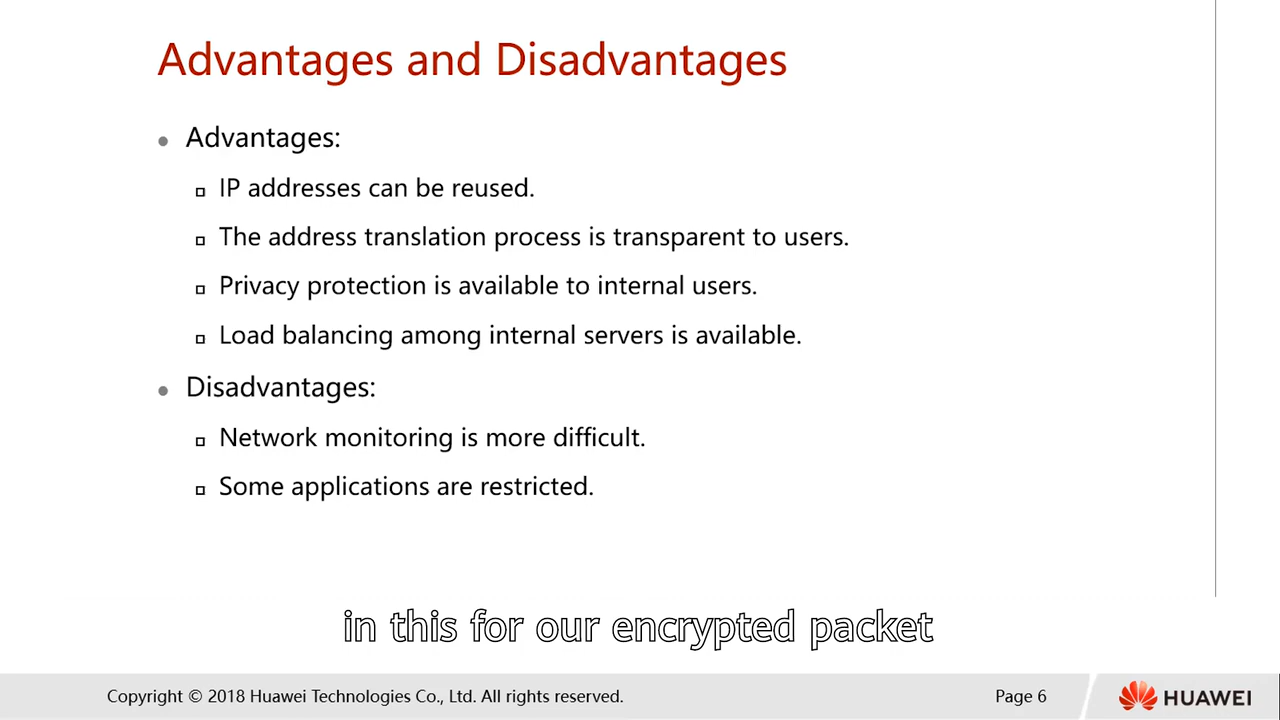 Advantages and Disadvantages
● Advantages:
▫ IP addresses can be reused.
▫ The address translation process is transparent to users.
▫ Privacy protection is available to internal users.
▫ Load balancing among internal servers is available.
● Disadvantages:
▫ Network monitoring is more difficult.
▫ Some applications are restricted.
in this for our encrypted packet
Copyright © 2018 Huawei Technologies Co., Ltd. All rights reserved.
Page 6
HUAWEI